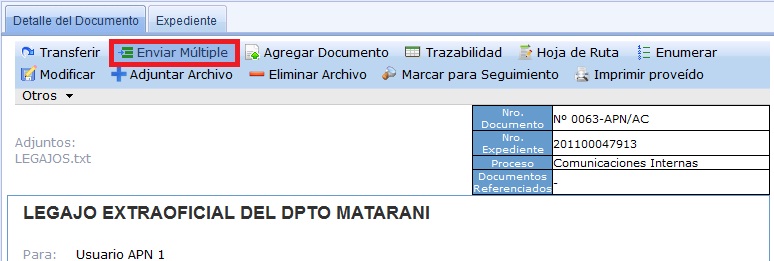 Detalle del Documento Expediente
Transferir Enviar Múltiple Agregar Documento Trazabilidad Hoja de Ruta Enumerar
Modificar Adjuntar Archivo Eliminar Archivo Marcar para Seguimiento Imprimir proveído
Otros
Nro. Documento Nº 0063-APN/AC
Adjuntos:
LEGAJOS.txt
Nro. Expediente 201100047913
Proceso Comunicaciones Internas
Documentos Referenciados -
LEGAJO EXTRAOFICIAL DEL DPTO MATARANI
Para: Usuario APN 1